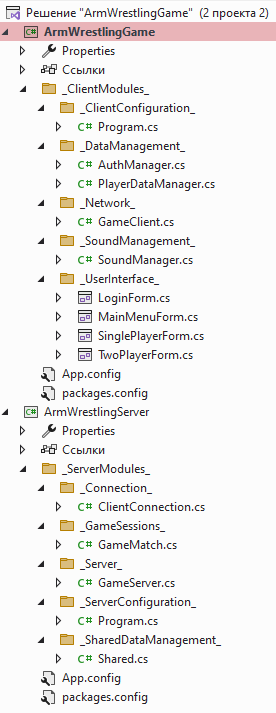 Решение "ArmWrestlingGame" (2 проекта 2)
C# ArmWrestlingGame
Properties
Ссылки
_ClientModules_
_ClientConfiguration_
C# Program.cs
_DataManagement_
C# AuthManager.cs
C# PlayerDataManager.cs
_Network_
C# GameClient.cs
_SoundManagement_
C# SoundManager.cs
_UserInterface_
LoginForm.cs
MainMenuForm.cs
SinglePlayerForm.cs
TwoPlayerForm.cs
App.config
packages.config
C# ArmWrestlingServer
Properties
Ссылки
_ServerModules_
_Connection_
C# ClientConnection.cs
_GameSessions_
C# GameMatch.cs
_Server_
C# GameServer.cs
_ServerConfiguration_
C# Program.cs
_SharedDataManagement_
C# Shared.cs
App.config
packages.config